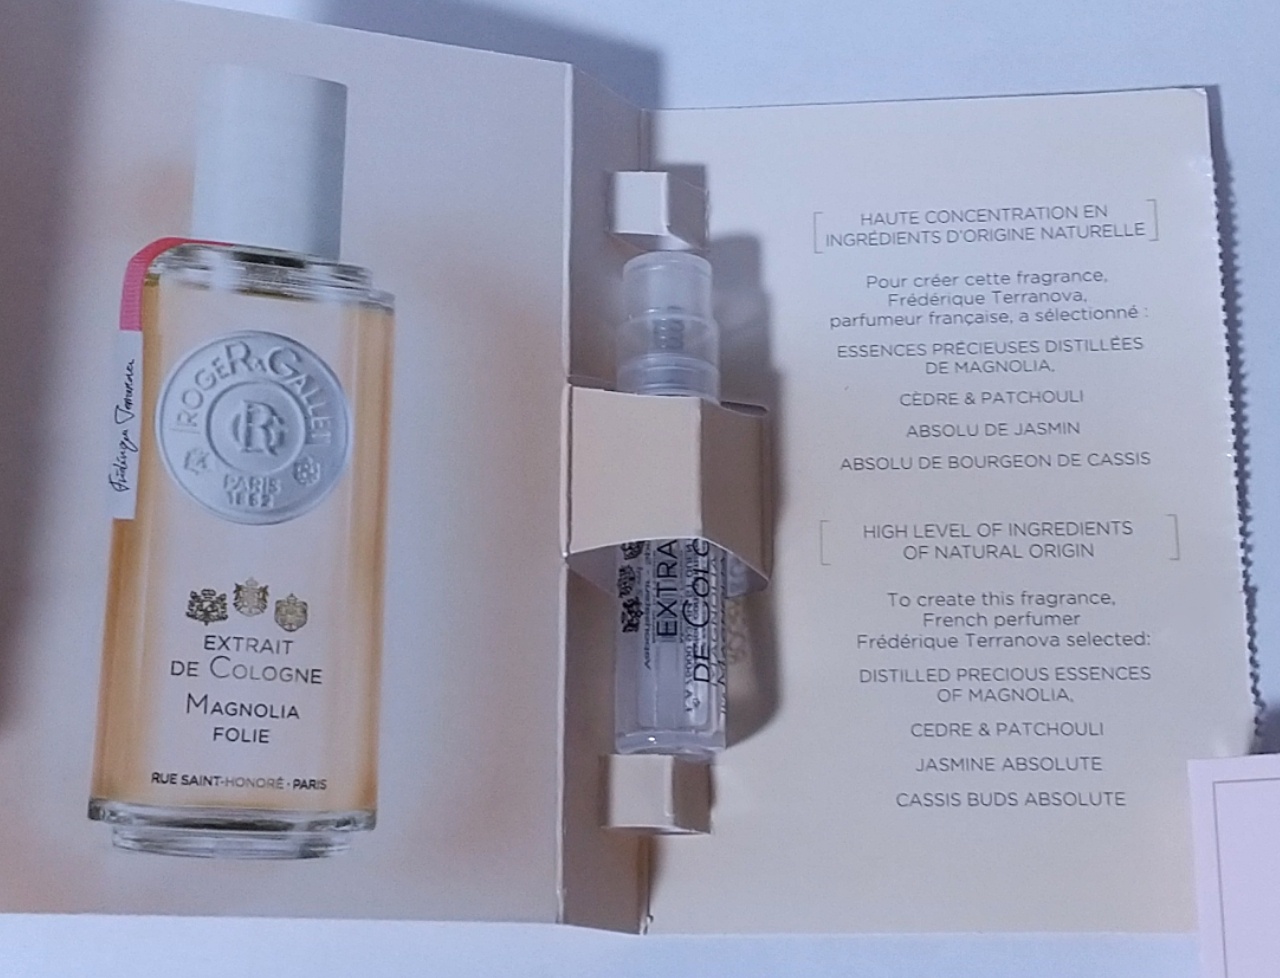 ROGER & GALLET
RG
PARIS
1862
EXTRAIT
DE COLOGNE
MAGNOLIA
FOLIE
RUE SAINT-HONORÉ · PARIS
EXTRA
DE COLO
HAUTE CONCENTRATION EN
INGRÉDIENTS D'ORIGINE NATURELLE
Pour créer cette fragrance,
Frédérique Terranova,
parfumeur française, a sélectionné :
ESSENCES PRÉCIEUSES DISTILLÉES
DE MAGNOLIA,
CÈDRE & PATCHOULI
ABSOLU DE JASMIN
ABSOLU DE BOURGEON DE CASSIS
HIGH LEVEL OF INGREDIENTS
OF NATURAL ORIGIN
To create this fragrance,
French perfumer
Frédérique Terranova selected:
DISTILLED PRECIOUS ESSENCES
OF MAGNOLIA,
CEDRE & PATCHOULI
JASMINE ABSOLUTE
CASSIS BUDS ABSOLUTE